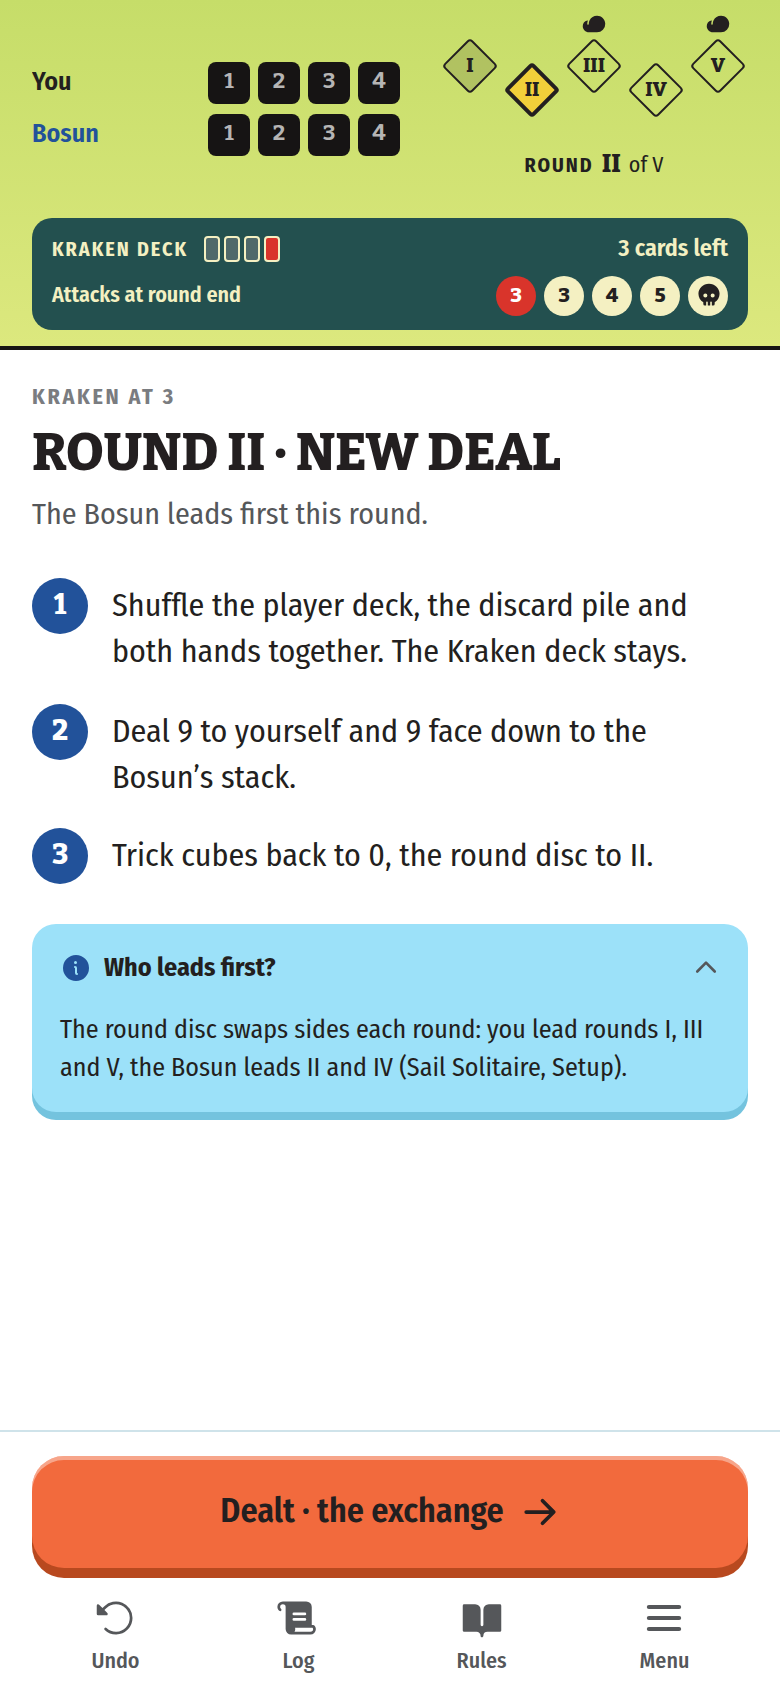 You 1 2 3 4
Bosun 1 2 3 4
I II III IV V
ROUND II of V
KRAKEN DECK
3 cards left
Attacks at round end
3 3 4 5
KRAKEN AT 3
ROUND II · NEW DEAL
The Bosun leads first this round.
1 Shuffle the player deck, the discard pile and
both hands together. The Kraken deck stays.
2 Deal 9 to yourself and 9 face down to the
Bosun’s stack.
3 Trick cubes back to 0, the round disc to II.
Who leads first?
The round disc swaps sides each round: you lead rounds I, III
and V, the Bosun leads II and IV (Sail Solitaire, Setup).
Dealt · the exchange →
Undo Log Rules Menu